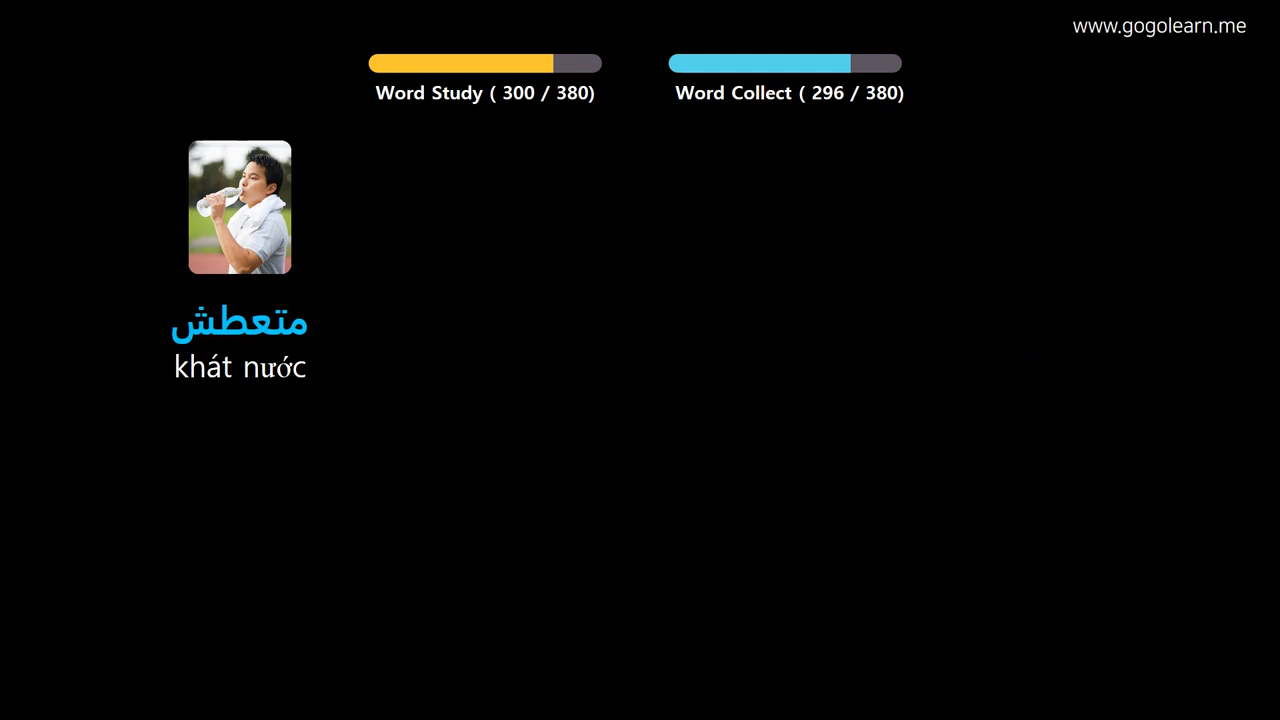 www.gogolearn.me
Word Study ( 300 / 380)
Word Collect ( 296 / 380)
متعطش
khát nước